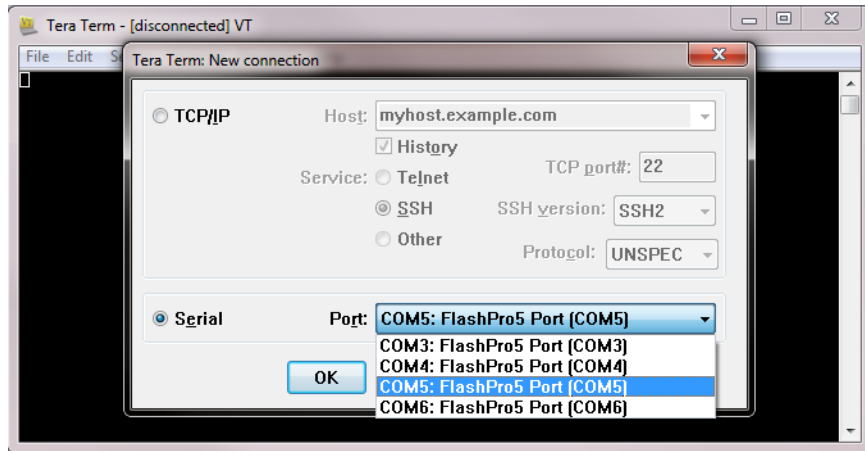 Tera Term - [disconnected] VT
File Edit
Tera Term: New connection
TCP/IP
Host: myhost.example.com
History
Service: Telnet
TCP port#: 22
SSH
SSH version: SSH2
Other
Protocol: UNSPEC
Serial
Port: COM5: FlashPro5 Port (COM5)
COM3: FlashPro5 Port (COM3)
COM4: FlashPro5 Port (COM4)
OK
COM5: FlashPro5 Port (COM5)
COM6: FlashPro5 Port (COM6)